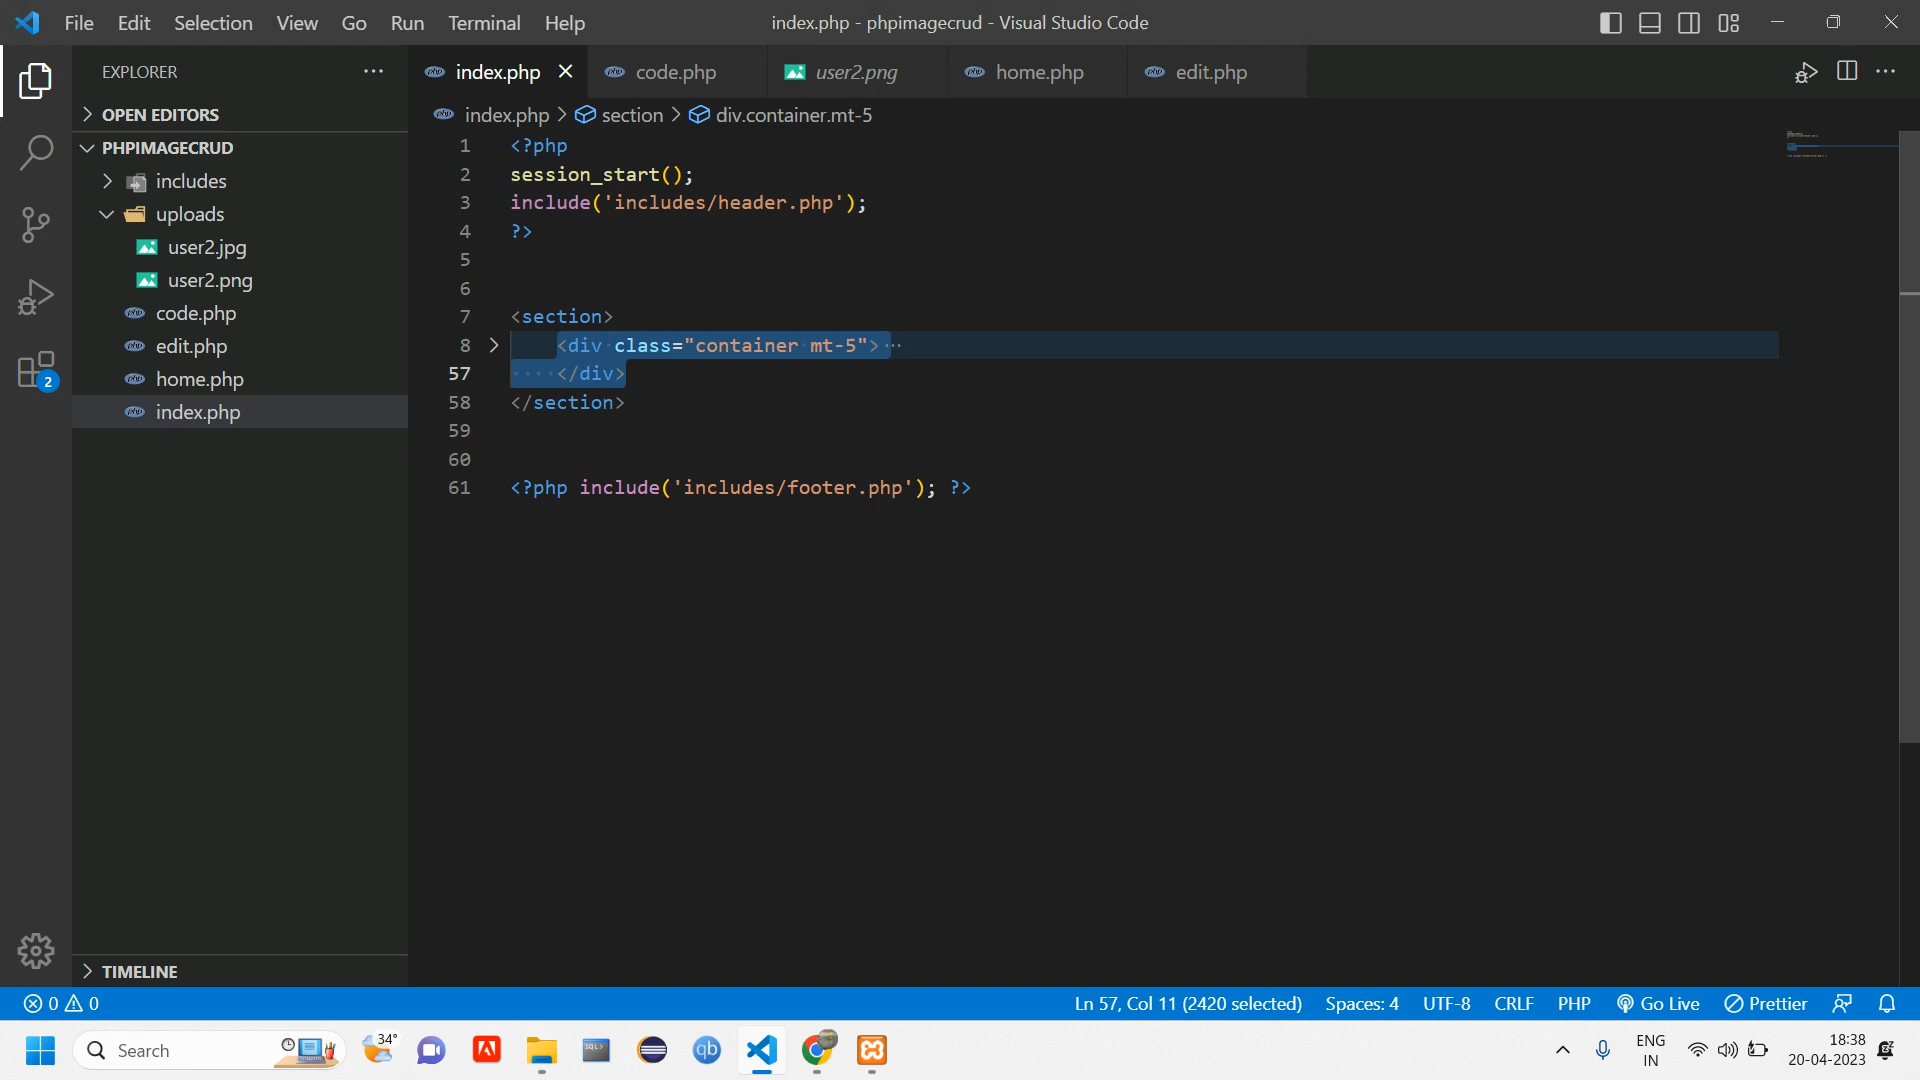 File Edit Selection View Go Run Terminal Help
index.php - phpimagecrud - Visual Studio Code
EXPLORER
OPEN EDITORS
PHPIMAGECRUD
includes
uploads
user2.jpg
user2.png
code.php
edit.php
home.php
index.php
TIMELINE
index.php code.php user2.png home.php edit.php
index.php > section > div.container.mt-5
1 <?php
2 session_start();
3 include('includes/header.php');
4 ?>
5
6
7 <section>
8 <div class="container mt-5"> ··
57 </div>
58 </section>
59
60
61 <?php include('includes/footer.php'); ?>
2
0 0
Ln 57, Col 11 (2420 selected) Spaces: 4 UTF-8 CRLF PHP Go Live Prettier
Search
34°
SQL>
qb
ENG
IN
18:38
20-04-2023